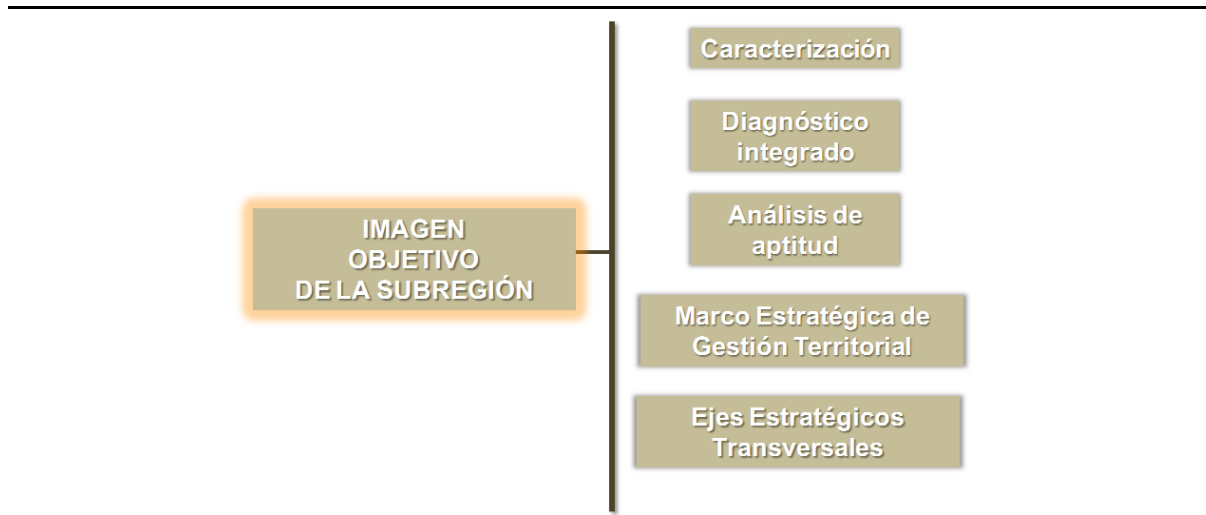 IMAGEN
OBJETIVO
DE LA SUBREGIÓN
Caracterización
Diagnóstico
integrado
Análisis de
aptitud
Marco Estratégica de
Gestión Territorial
Ejes Estratégicos
Transversales